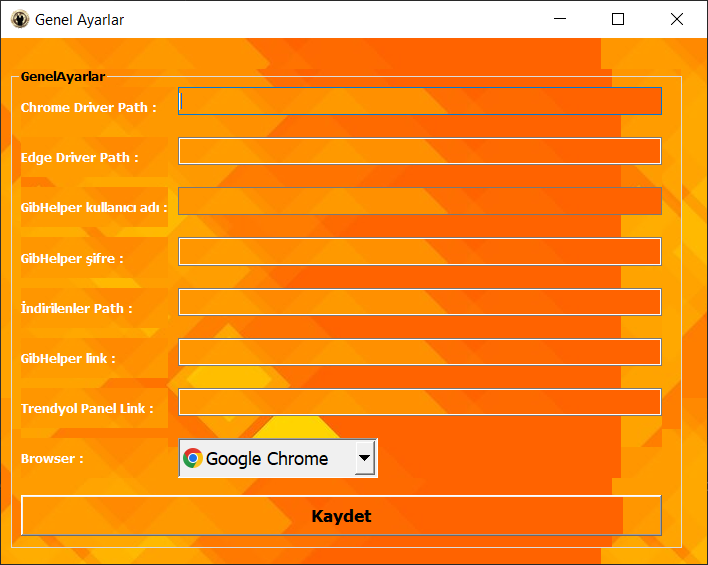 Genel Ayarlar
GenelAyarlar
Chrome Driver Path :
Edge Driver Path :
GibHelper kullanıcı adı :
GibHelper şifre :
İndirilenler Path :
GibHelper link :
Trendyol Panel Link :
Browser :
Google Chrome
Kaydet